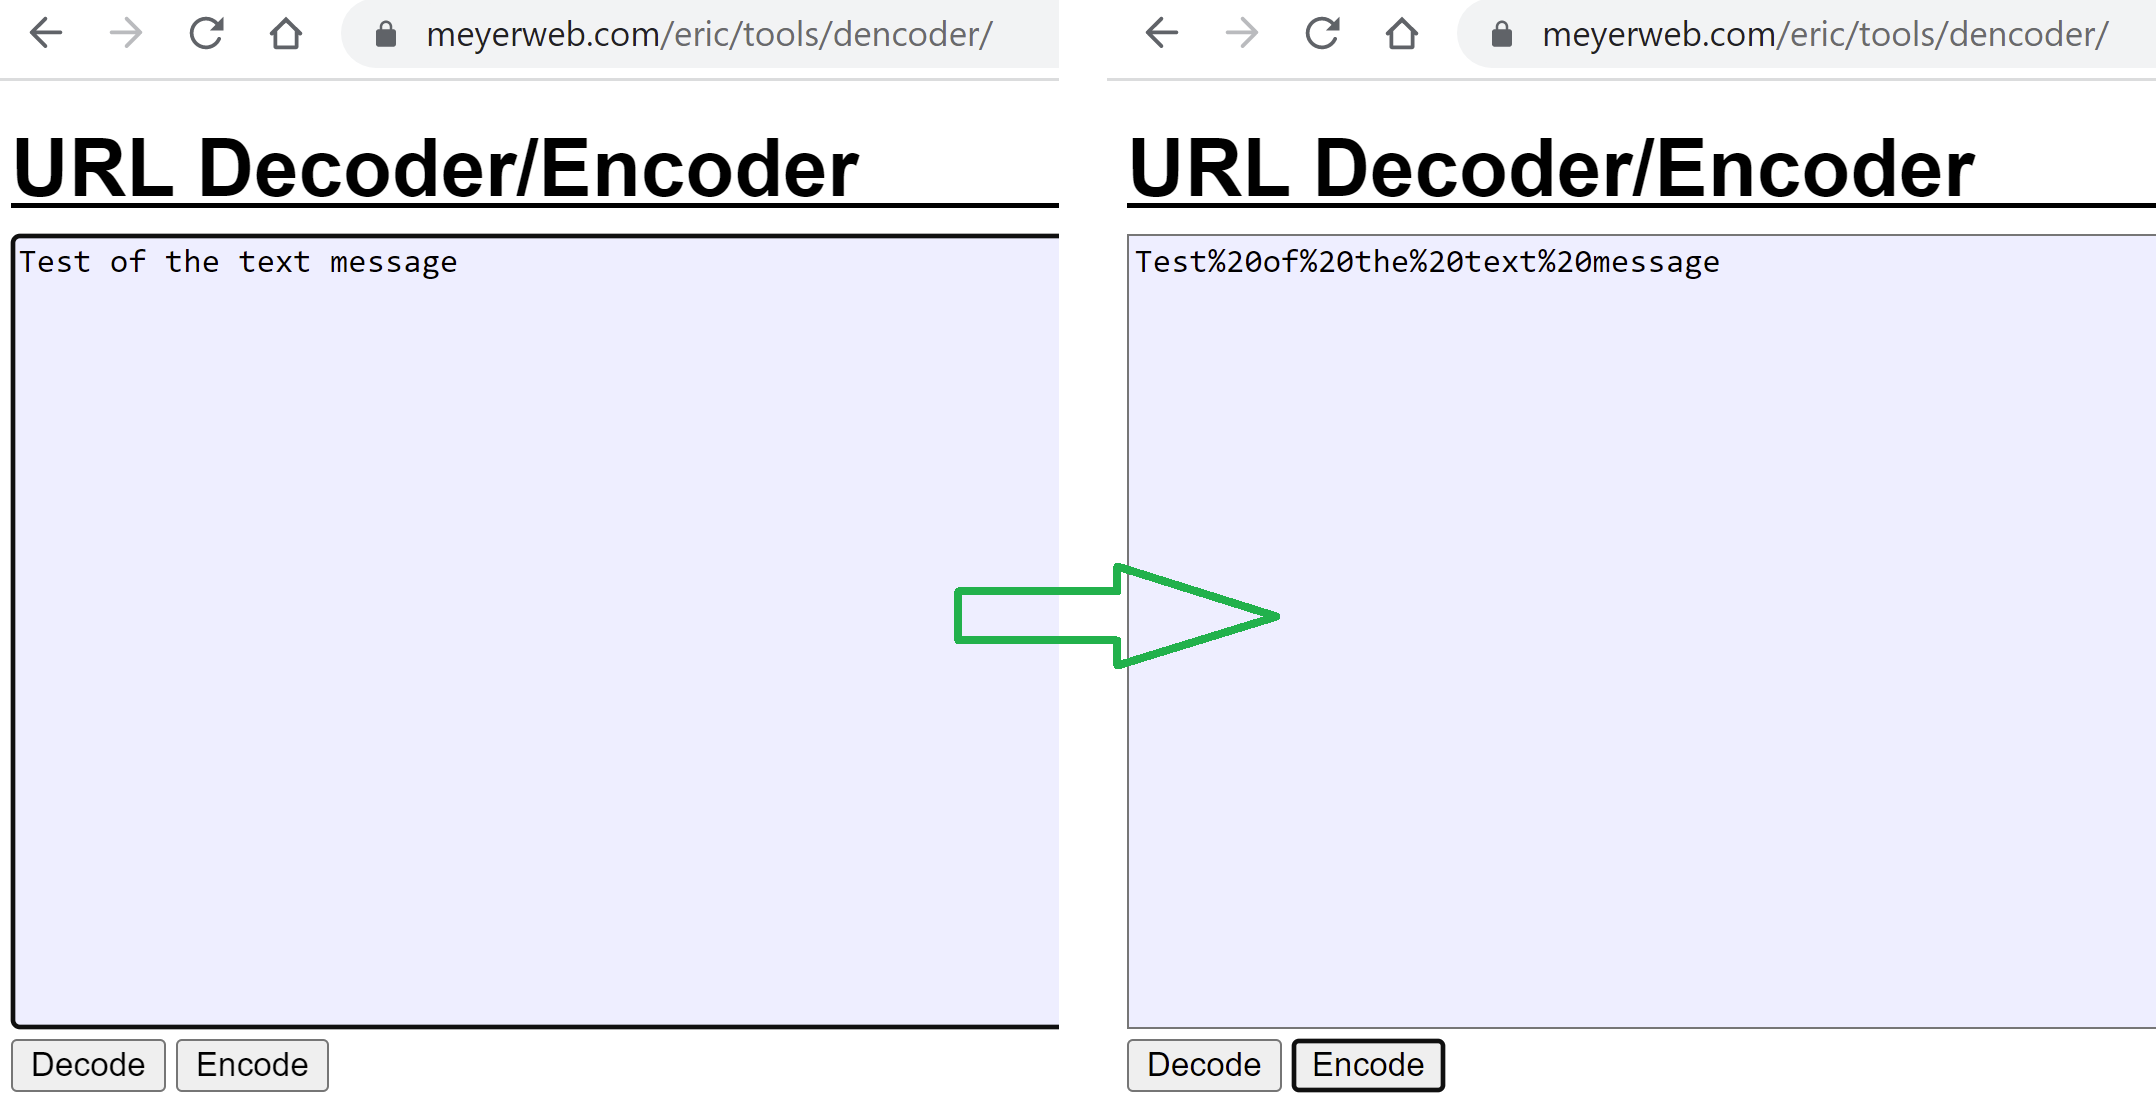 meyerweb.com/eric/tools/dencoder/
URL Decoder/Encoder
Test of the text message
Decode Encode
meyerweb.com/eric/tools/dencoder/
URL Decoder/Encoder
Test%20of%20the%20text%20message
Decode Encode